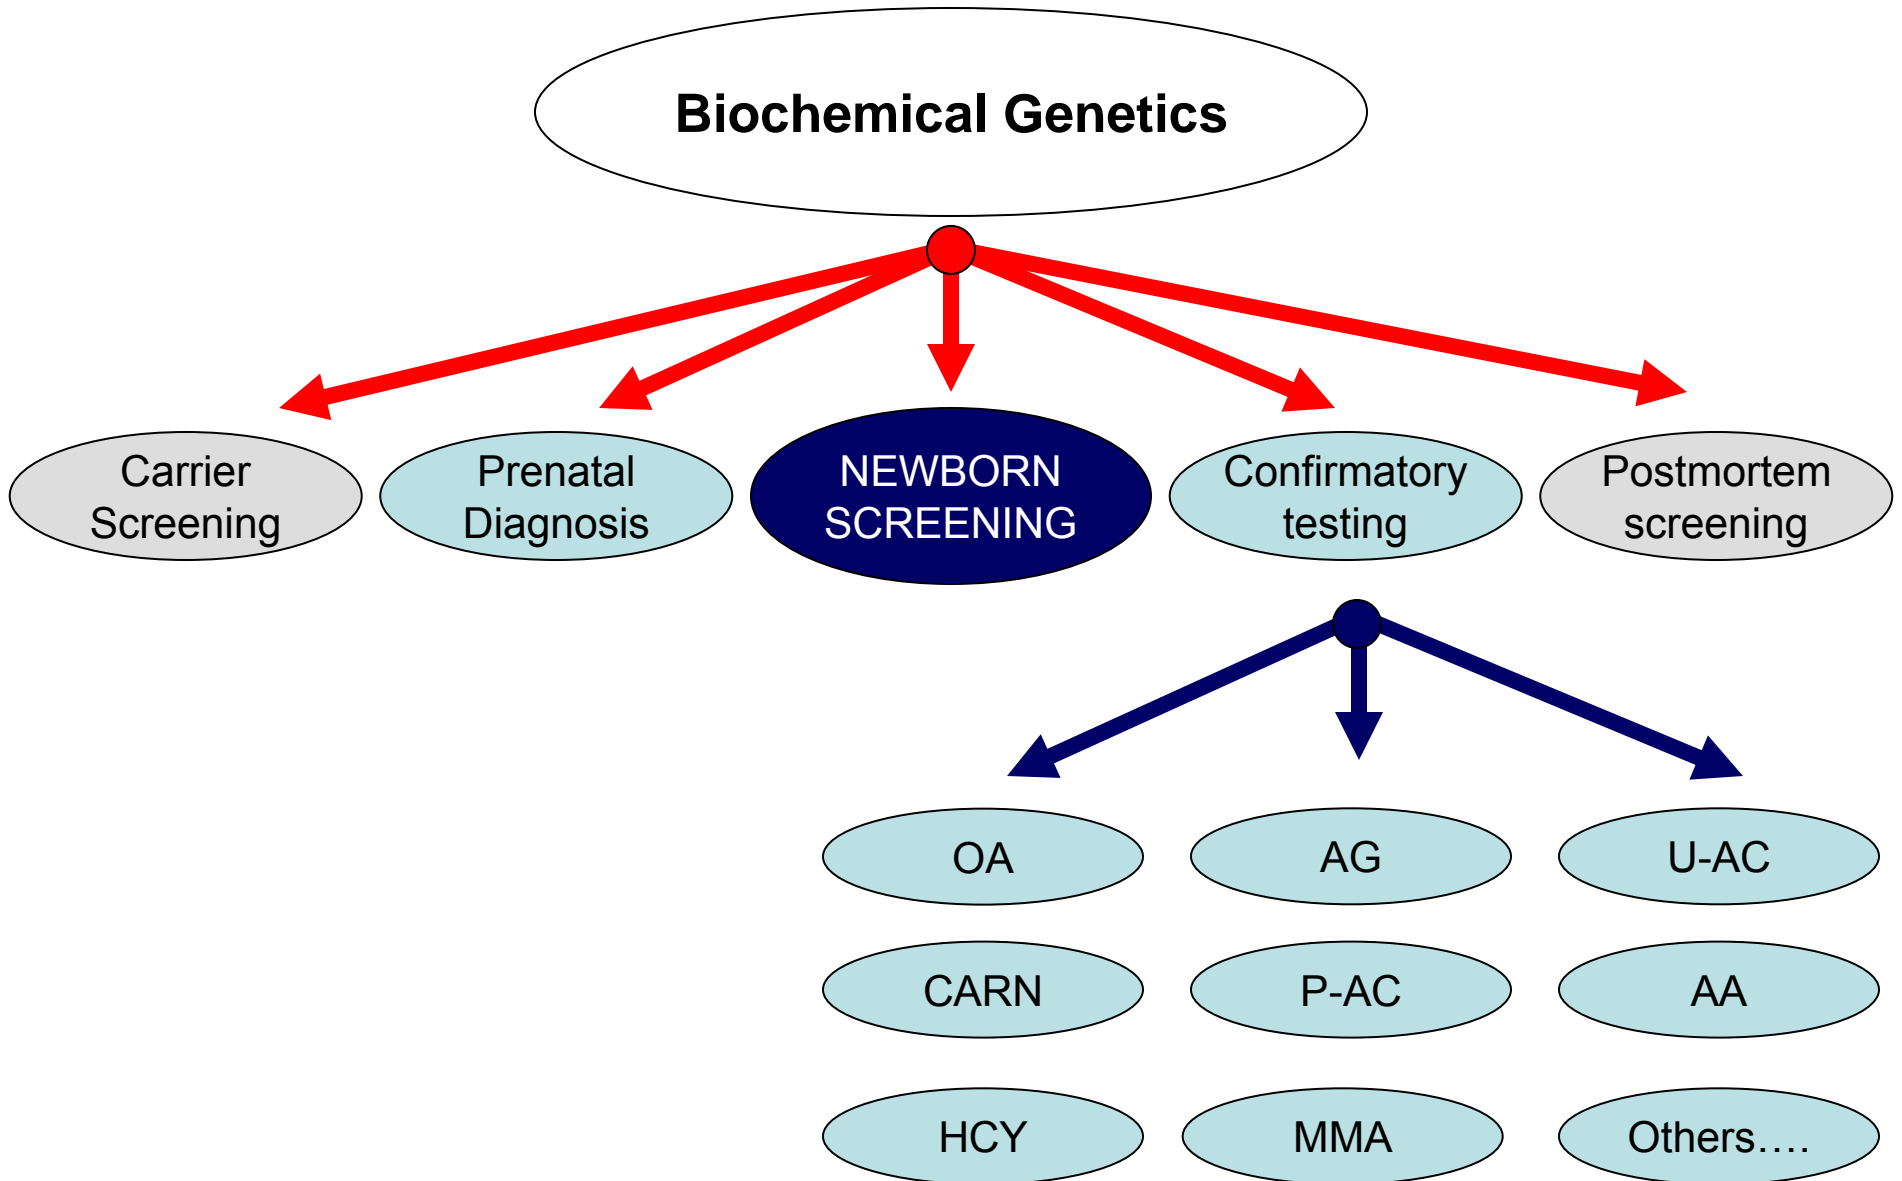 Biochemical Genetics
Carrier
Screening
Prenatal
Diagnosis
NEWBORN
SCREENING
Confirmatory
testing
Postmortem
screening
OA
AG
U-AC
CARN
P-AC
AA
HCY
MMA
Others....